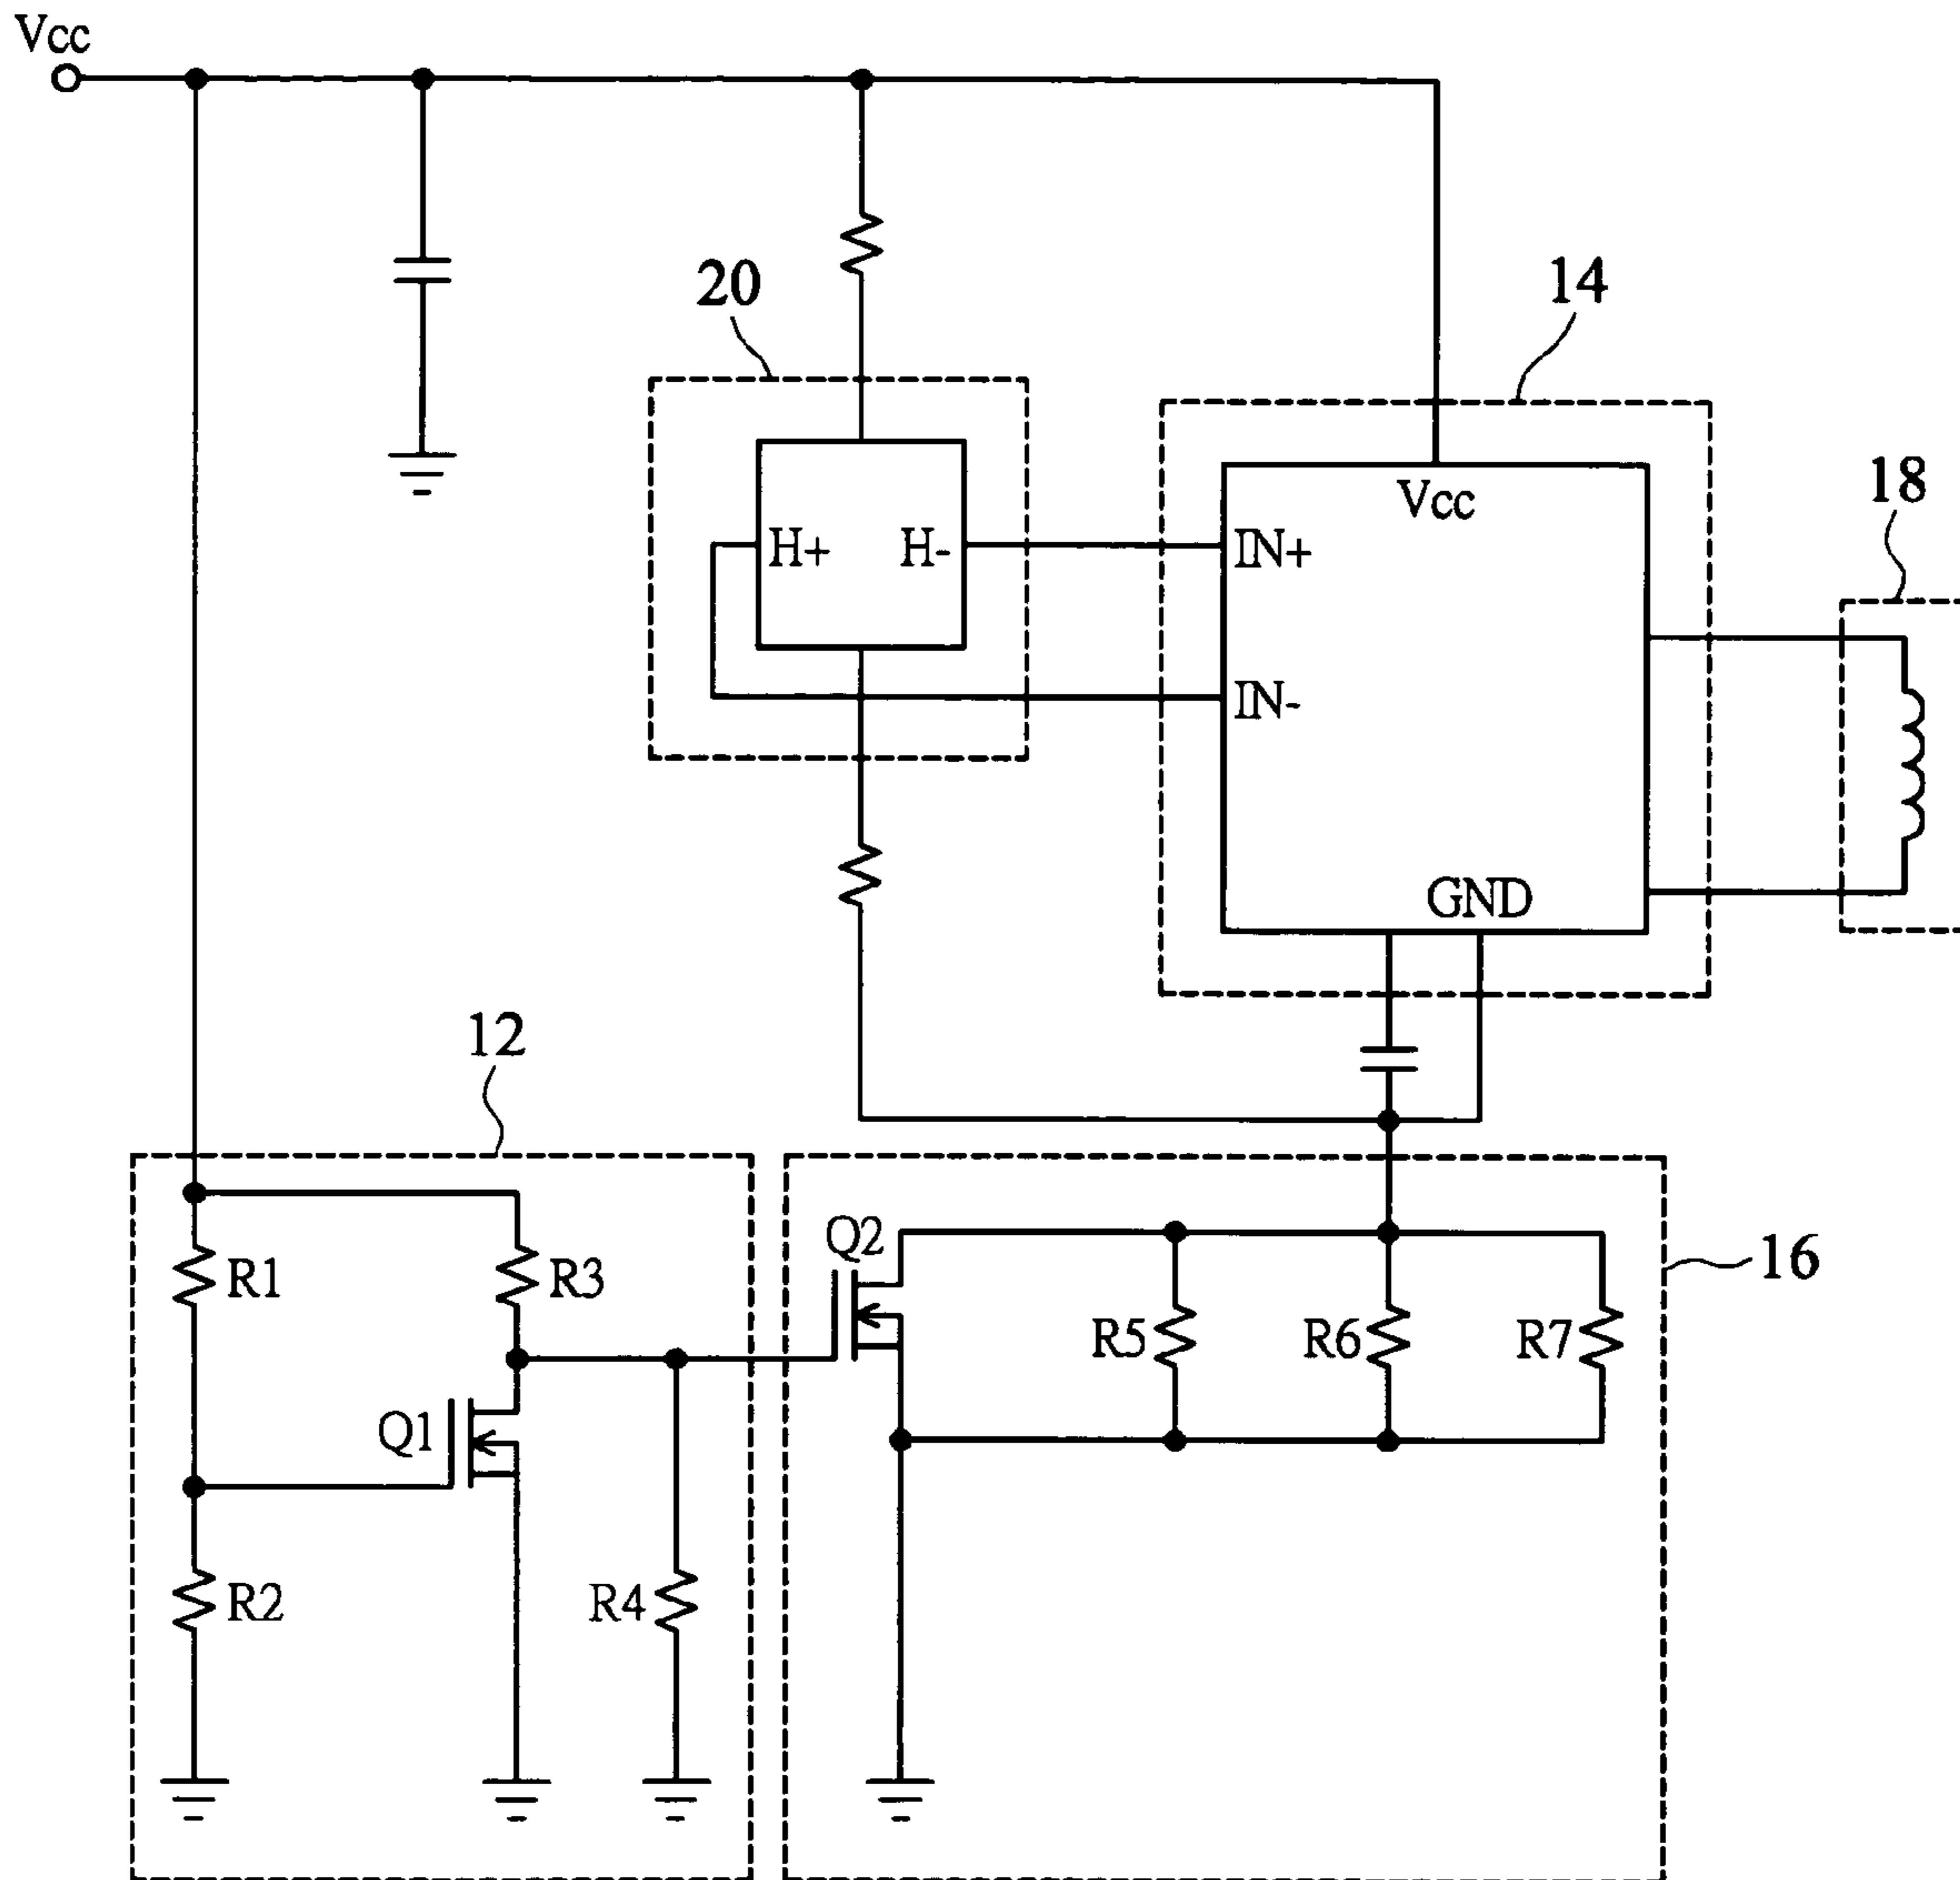 Vcc
20
14
18
Vcc
H+ H-
IN+
IN-
GND
12
16
Q2
R1
R3
R5
R6
R7
Q1
R2
R4